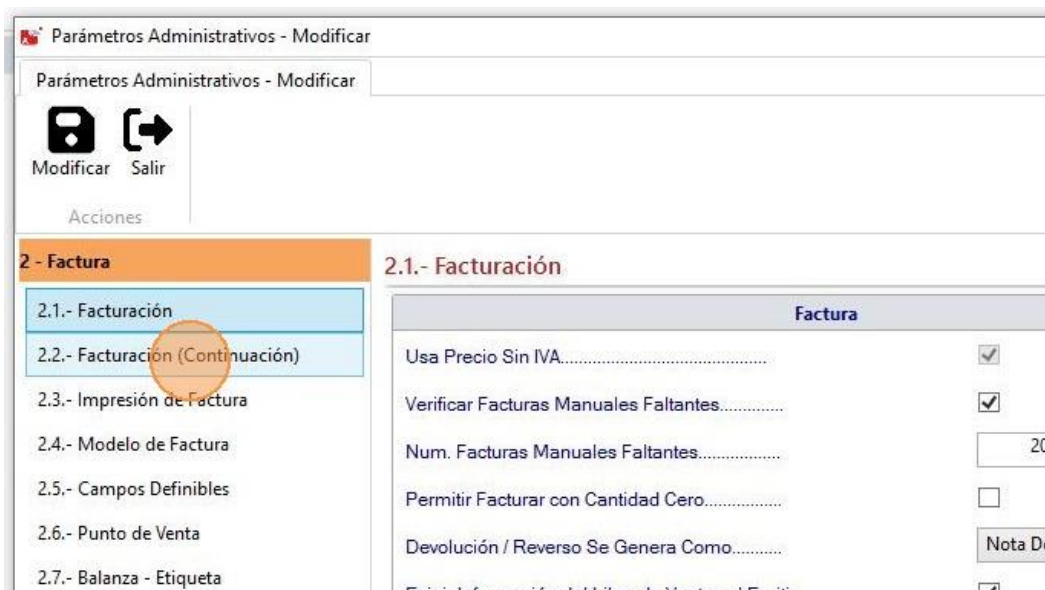 Parámetros Administrativos - Modificar
Parámetros Administrativos - Modificar
Modificar
Salir
Acciones
2 - Factura
2.1.- Facturación
2.2.- Facturación (Continuación)
2.3.- Impresión de Factura
2.4.- Modelo de Factura
2.5.- Campos Definibles
2.6.- Punto de Venta
2.7.- Balanza - Etiqueta
2.1.- Facturación
Factura
Usa Precio Sin IVA
Verificar Facturas Manuales Faltantes
Num. Facturas Manuales Faltantes
20
Permitir Facturar con Cantidad Cero
Devolución / Reverso Se Genera Como
Nota De